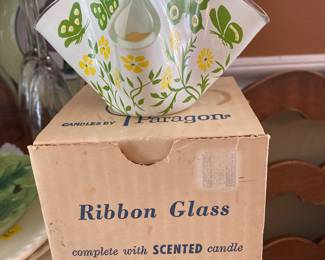 CANDLES BY Paragon®
Ribbon Glass
complete with SCENTED candle